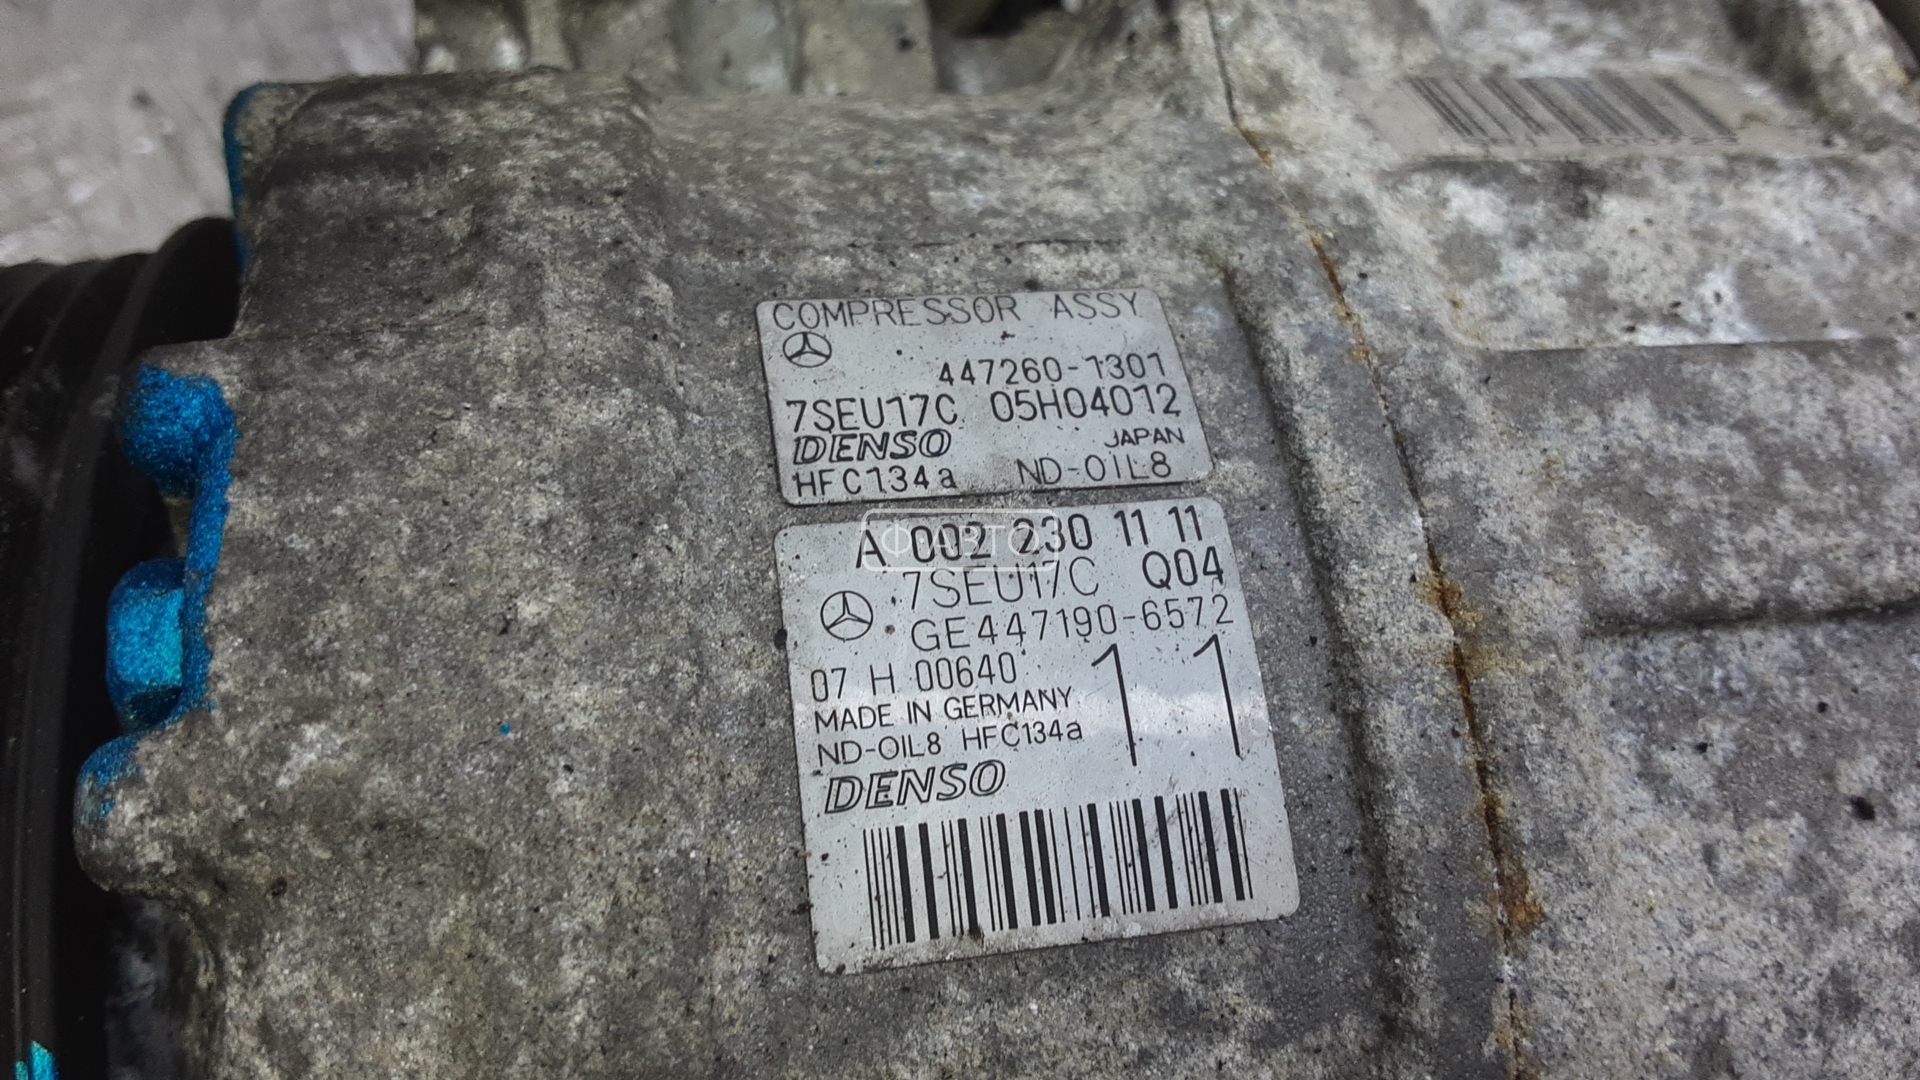 COMPRESSOR ASSY
447260-1301
7SEU17C 05H04012
DENSO JAPAN
HFC134a ND-OIL8
A 002 230 11 11
ФАРТОВ
7SEU17C Q04
GE447190-6572
07 H 00640 11
MADE IN GERMANY
ND-OIL8 HFC134a
DENSO